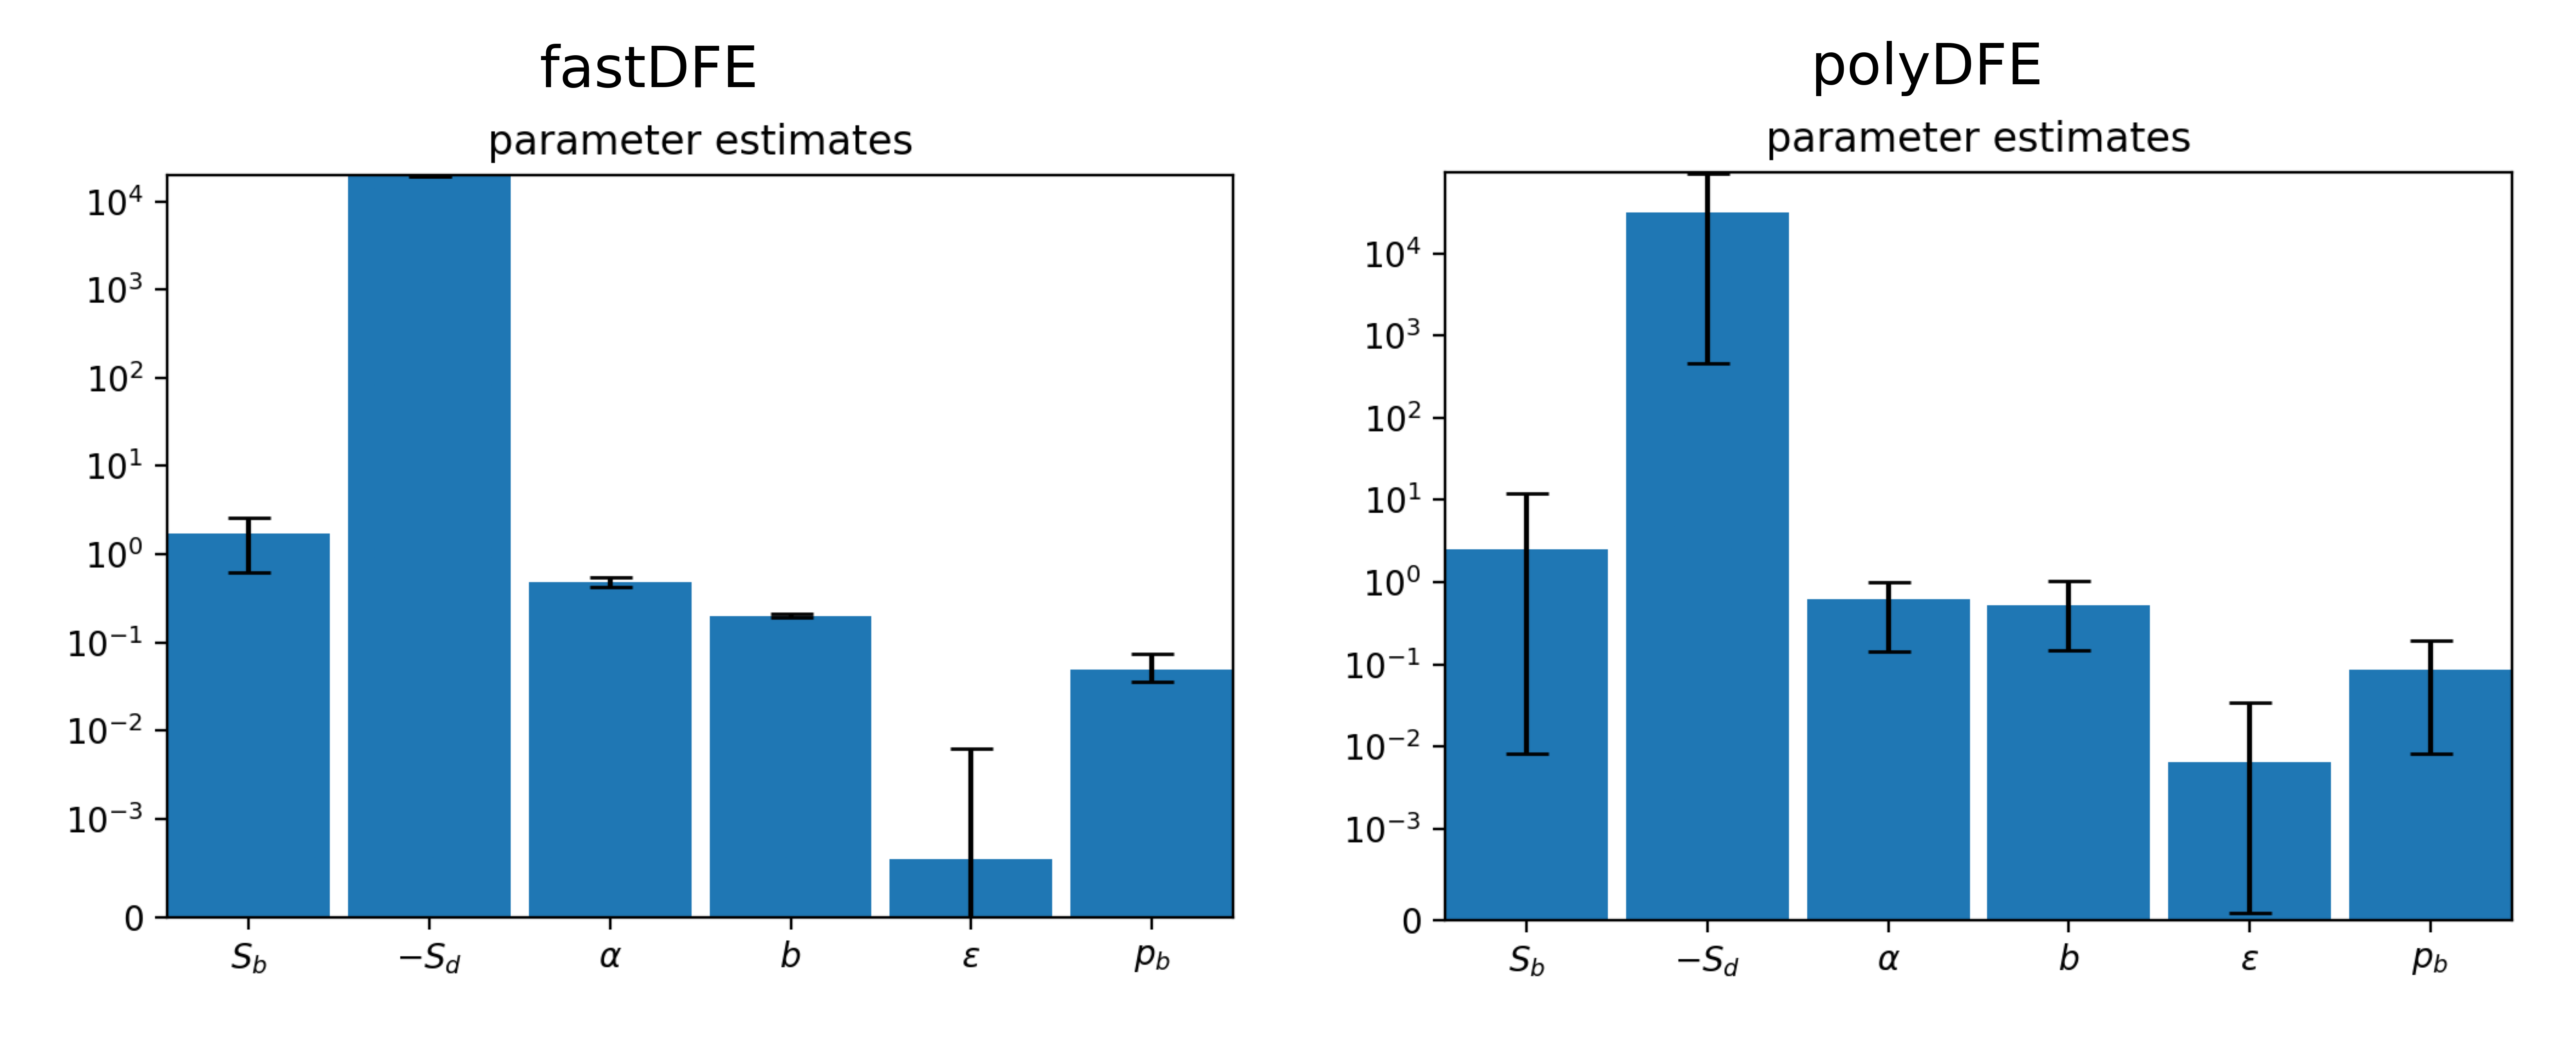 fastDFE
parameter estimates
10⁴
10³
10²
10¹
10⁰
10⁻¹
10⁻²
10⁻³
0
S_b
−S_d
α
b
ε
p_b
polyDFE
parameter estimates
10⁴
10³
10²
10¹
10⁰
10⁻¹
10⁻²
10⁻³
0
S_b
−S_d
α
b
ε
p_b